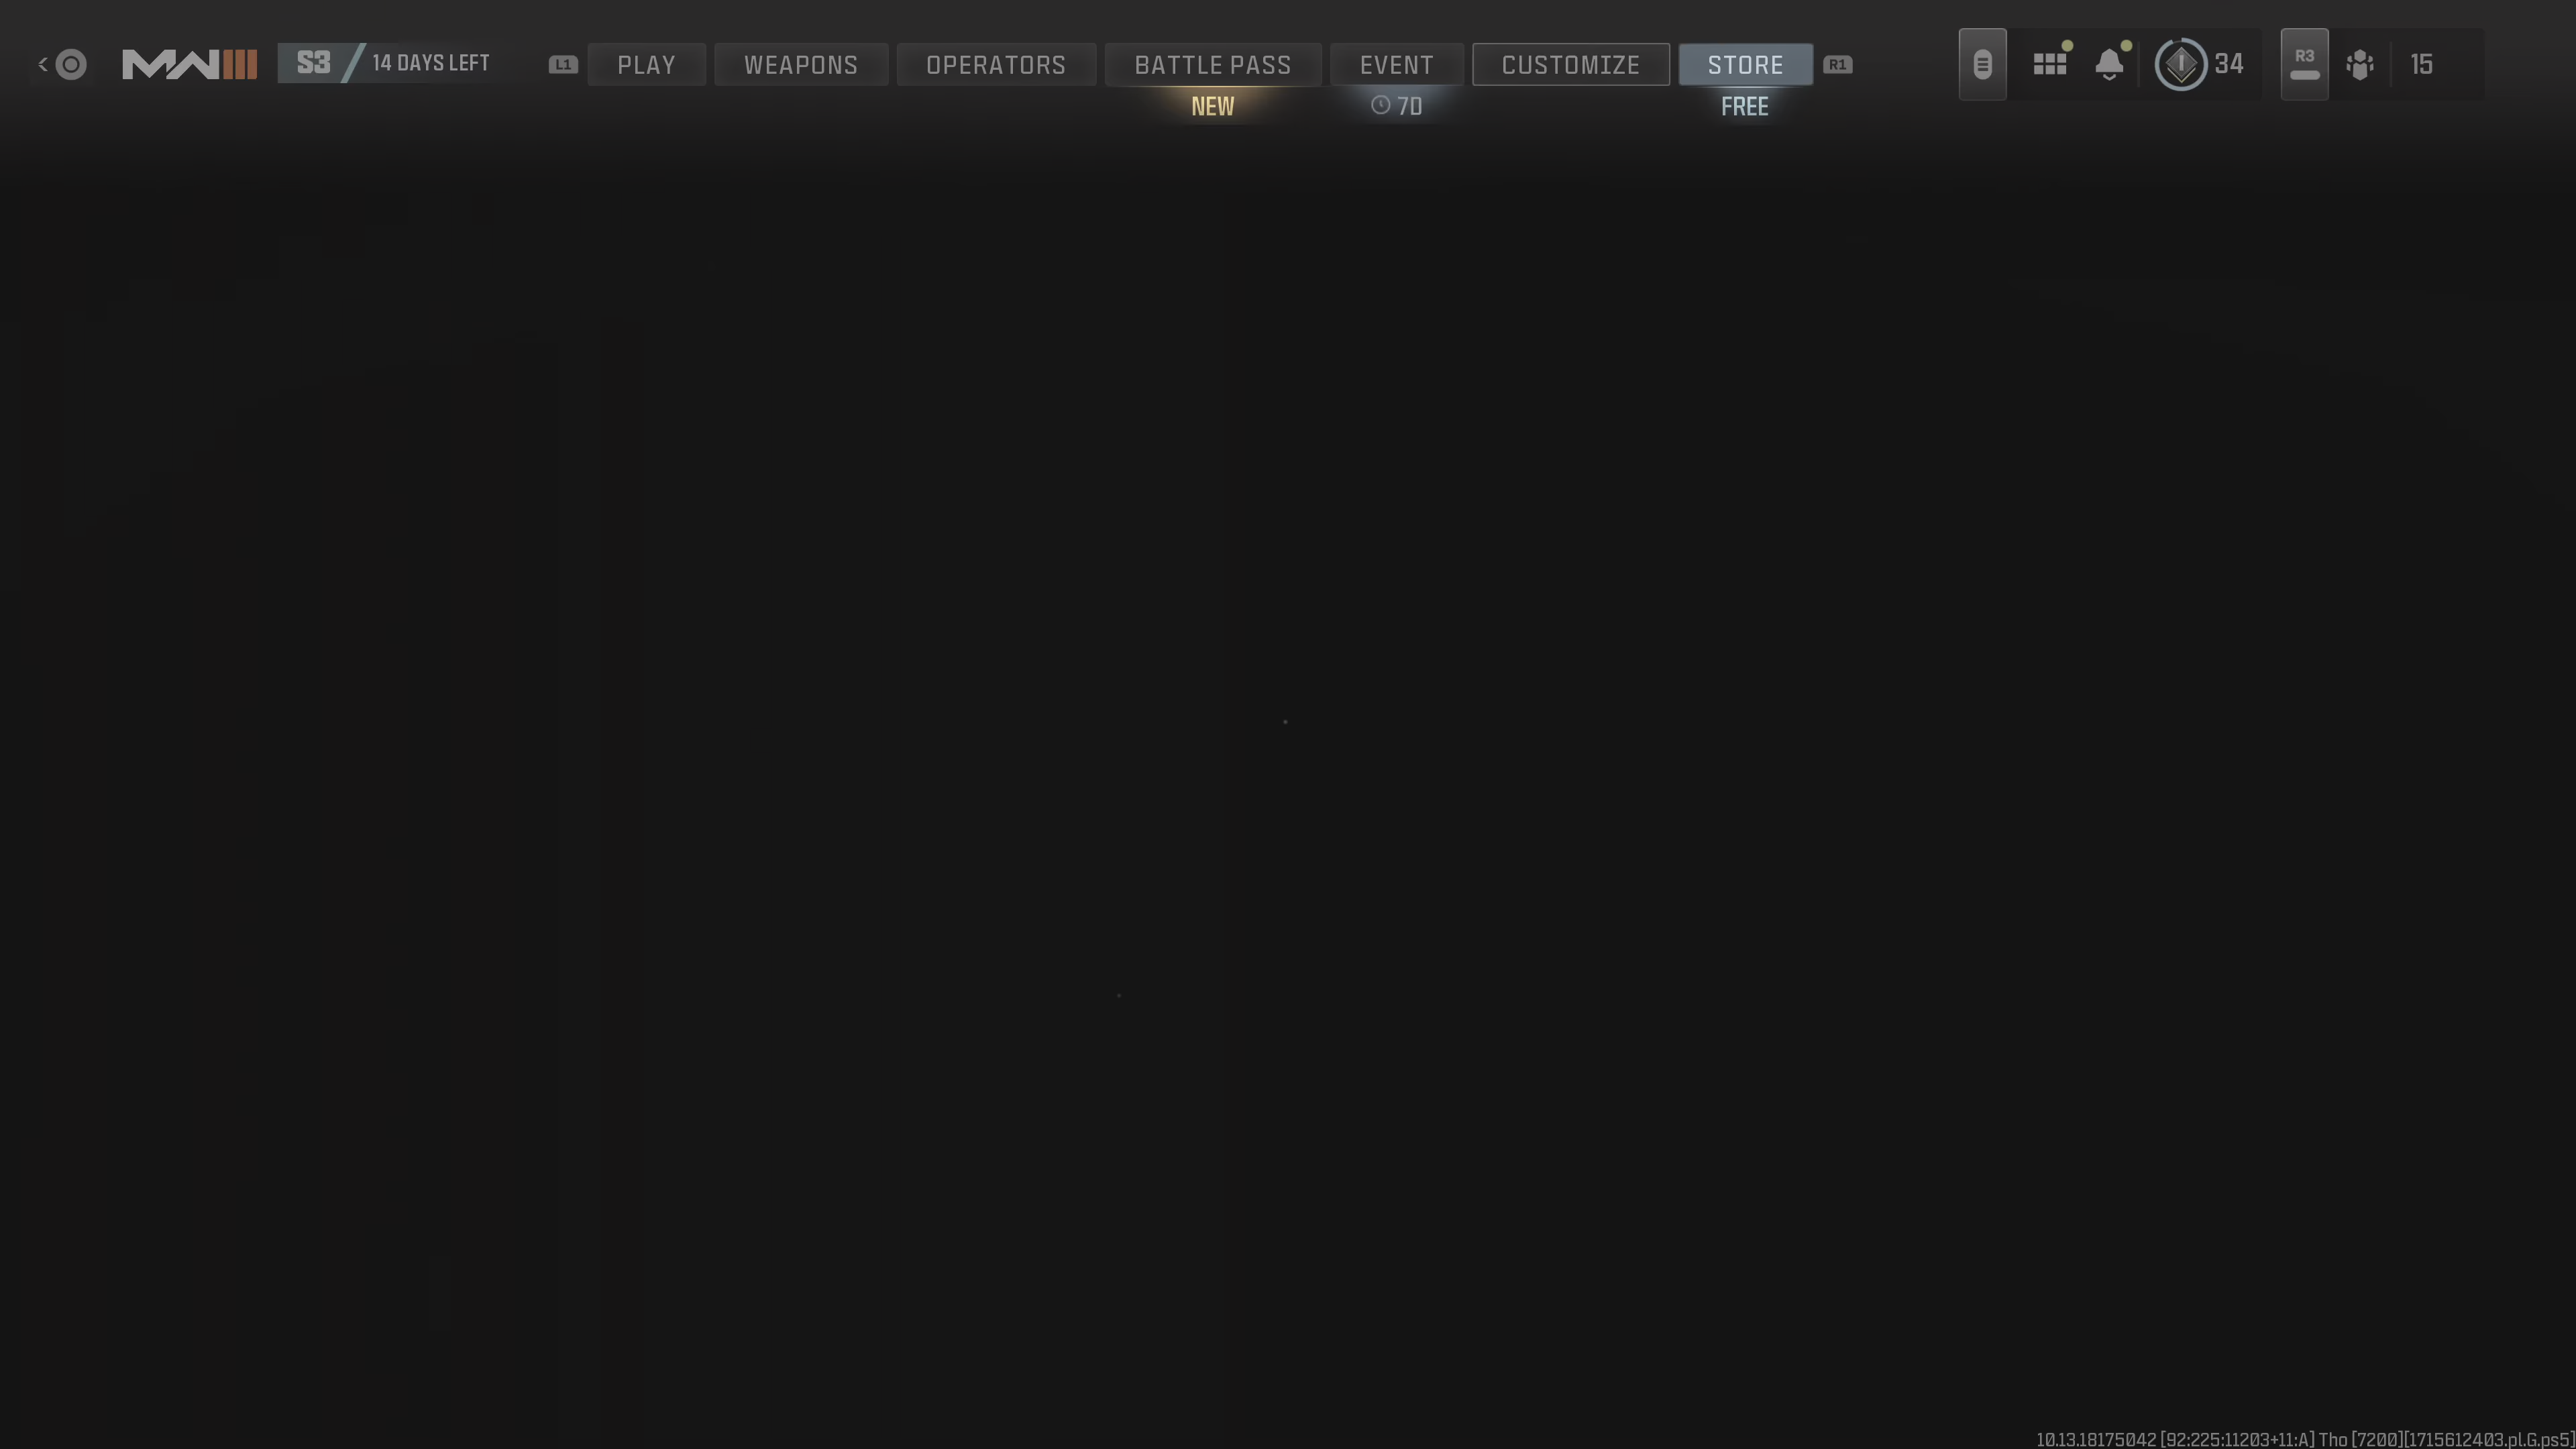 MWIII S3 14 DAYS LEFT L1 PLAY WEAPONS OPERATORS BATTLE PASS EVENT CUSTOMIZE STORE R1 34 R3 15
NEW 7D FREE
10.13.18175042 [92:225:11203+11:A] Tho [7200][1715612403.pl.G.ps5]